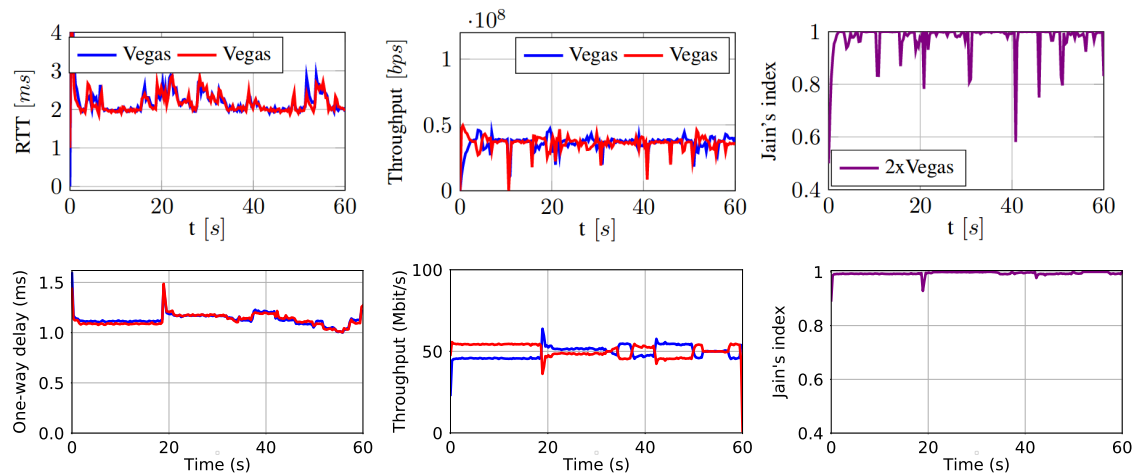 4
3
2
1
0
RTT [ms]
Vegas Vegas
0 20 40 60
t [s]
·10⁸
1
0.5
0
Throughput [bps]
Vegas Vegas
0 20 40 60
t [s]
1
0.8
0.6
0.4
Jain's index
2xVegas
0 20 40 60
t [s]
1.5
1.0
0.5
0.0
One-way delay (ms)
0 20 40 60
Time (s)
100
50
0
Throughput (Mbit/s)
0 20 40 60
Time (s)
1
0.8
0.6
0.4
Jain's index
0 20 40 60
Time (s)